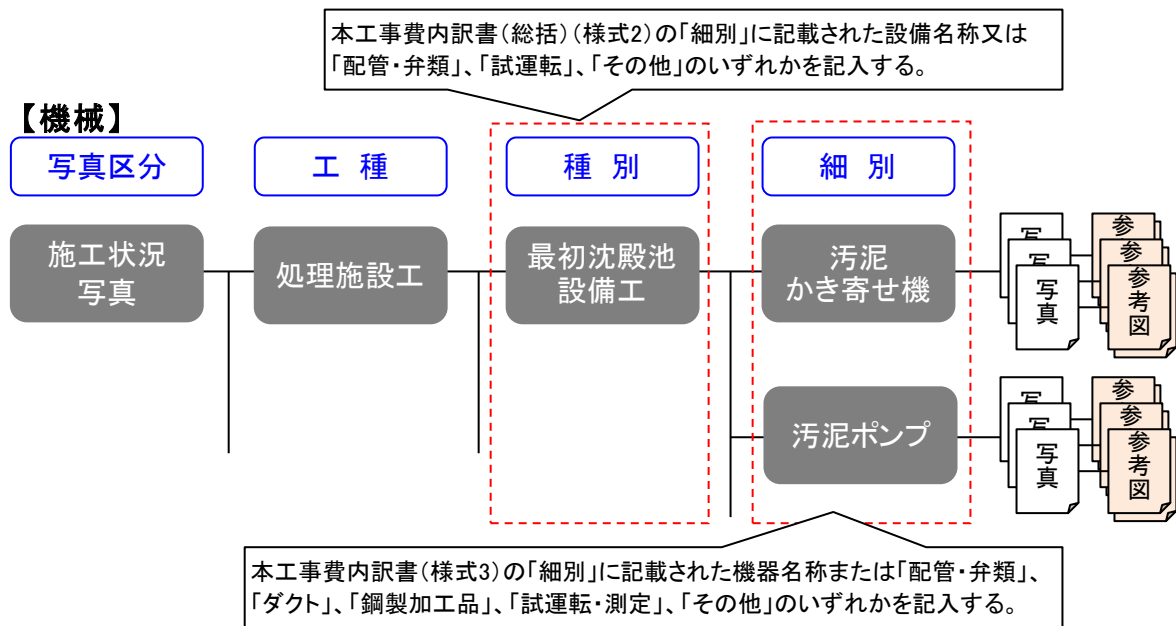 本工事費内訳書(総括)(様式2)の「細別」に記載された設備名称又は
「配管・弁類」、「試運転」、「その他」のいずれかを記入する。
【機械】
写真区分
工 種
種 別
細 別
施工状況
写真
処理施設工
最初沈殿池
設備工
汚泥
かき寄せ機
写
写
写真
参
参
参考図
汚泥ポンプ
写
写
写真
参
参
参考図
本工事費内訳書(様式3)の「細別」に記載された機器名称または「配管・弁類」、
「ダクト」、「鋼製加工品」、「試運転・測定」、「その他」のいずれかを記入する。